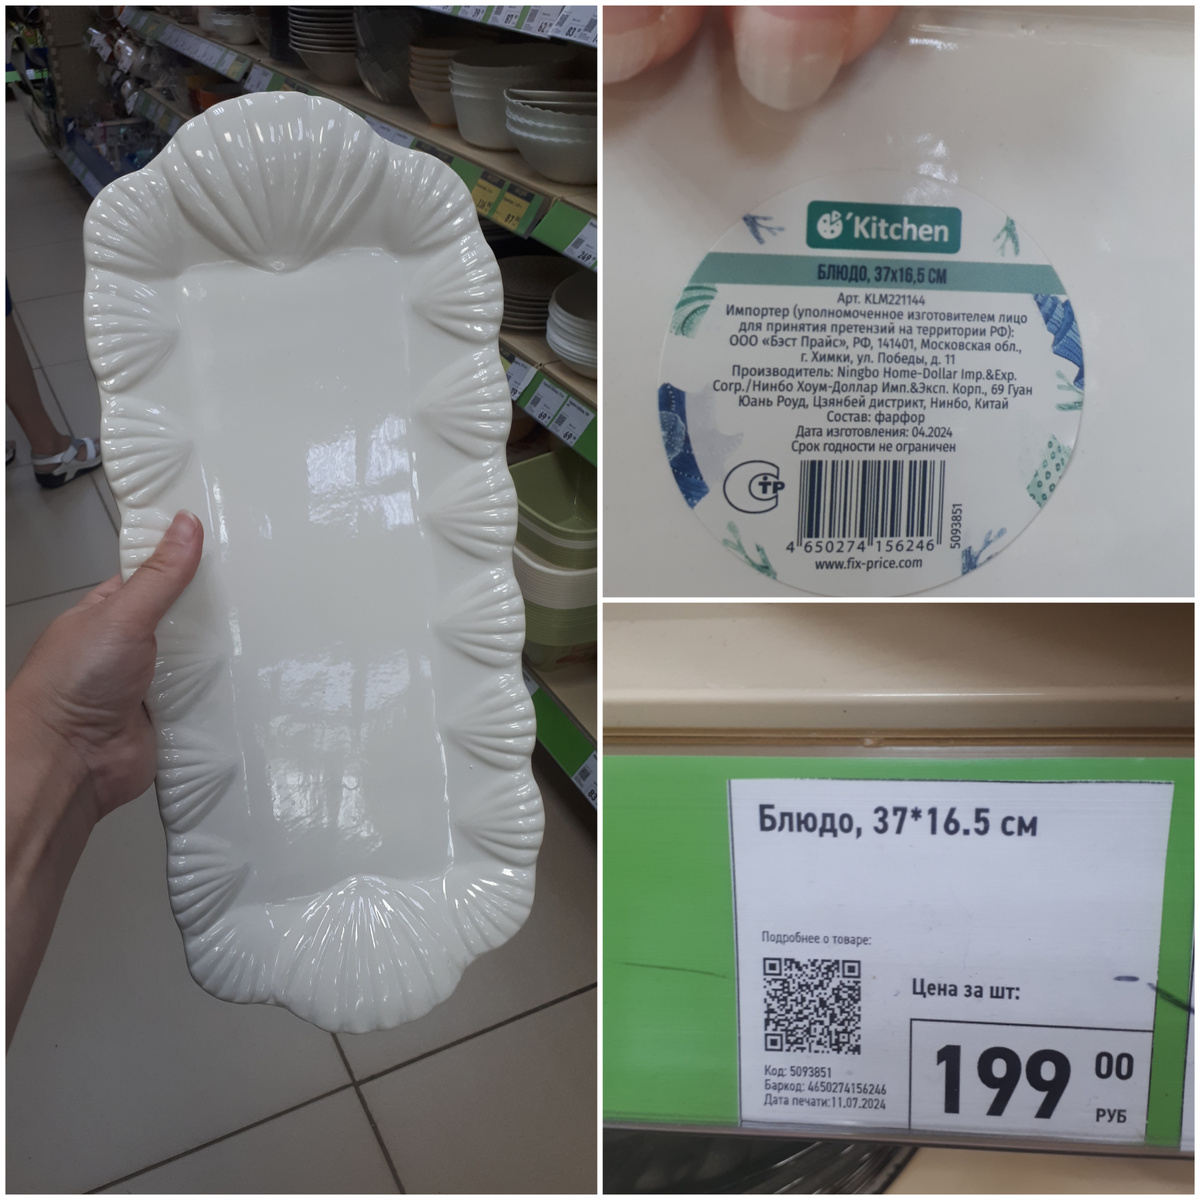 'Kitchen
БЛЮДО, 37х16,5 СМ
Арт. KLM221144
Импортер (уполномоченное изготовителем лицо
для принятия претензий на территории РФ):
ООО «Бэст Прайс», РФ, 141401, Московская обл.,
г. Химки, ул. Победы, д. 11
Производитель: Ningbo Home-Dollar Imp.&Exp.
Corp./Нинбо Хоум-Доллар Имп.&Эксп. Корп., 69 Гуан
Юань Роуд, Цзянбей дистрикт, Нинбо, Китай
Состав: фарфор
Дата изготовления: 04.2024
Срок годности не ограничен
СТР
4 650274 156246
5093851
www.fix-price.com
Блюдо, 37*16.5 см
Подробнее о товаре:
Цена за шт:
199 00
РУБ
Код: 5093851
Баркод: 4650274156246
Дата печати:11.07.2024